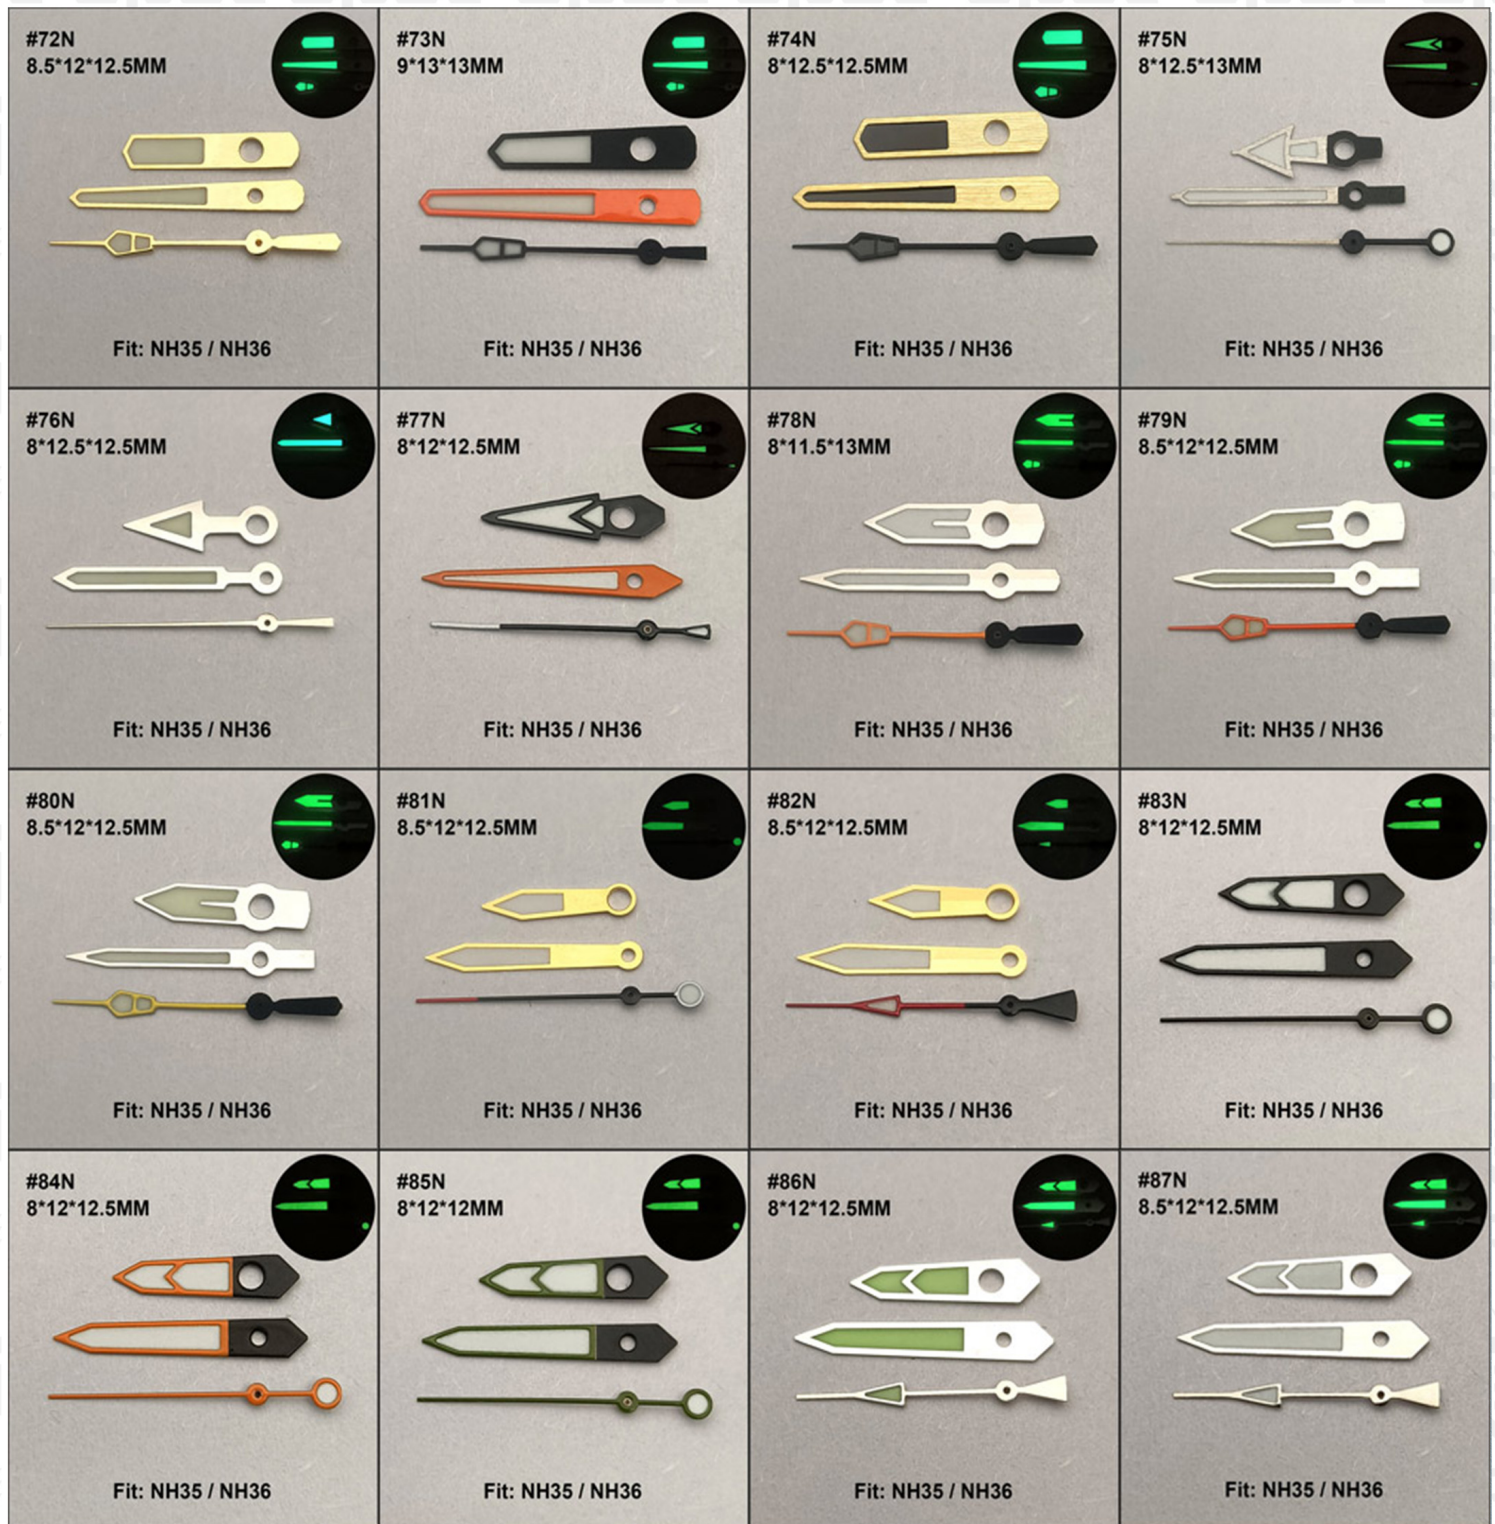 #72N
8.5*12*12.5MM
Fit: NH35 / NH36
#73N
9*13*13MM
Fit: NH35 / NH36
#74N
8*12.5*12.5MM
Fit: NH35 / NH36
#75N
8*12.5*13MM
Fit: NH35 / NH36
#76N
8*12.5*12.5MM
Fit: NH35 / NH36
#77N
8*12*12.5MM
Fit: NH35 / NH36
#78N
8*11.5*13MM
Fit: NH35 / NH36
#79N
8.5*12*12.5MM
Fit: NH35 / NH36
#80N
8.5*12*12.5MM
Fit: NH35 / NH36
#81N
8.5*12*12.5MM
Fit: NH35 / NH36
#82N
8.5*12*12.5MM
Fit: NH35 / NH36
#83N
8*12*12.5MM
Fit: NH35 / NH36
#84N
8*12*12.5MM
Fit: NH35 / NH36
#85N
8*12*12MM
Fit: NH35 / NH36
#86N
8*12*12.5MM
Fit: NH35 / NH36
#87N
8.5*12*12.5MM
Fit: NH35 / NH36